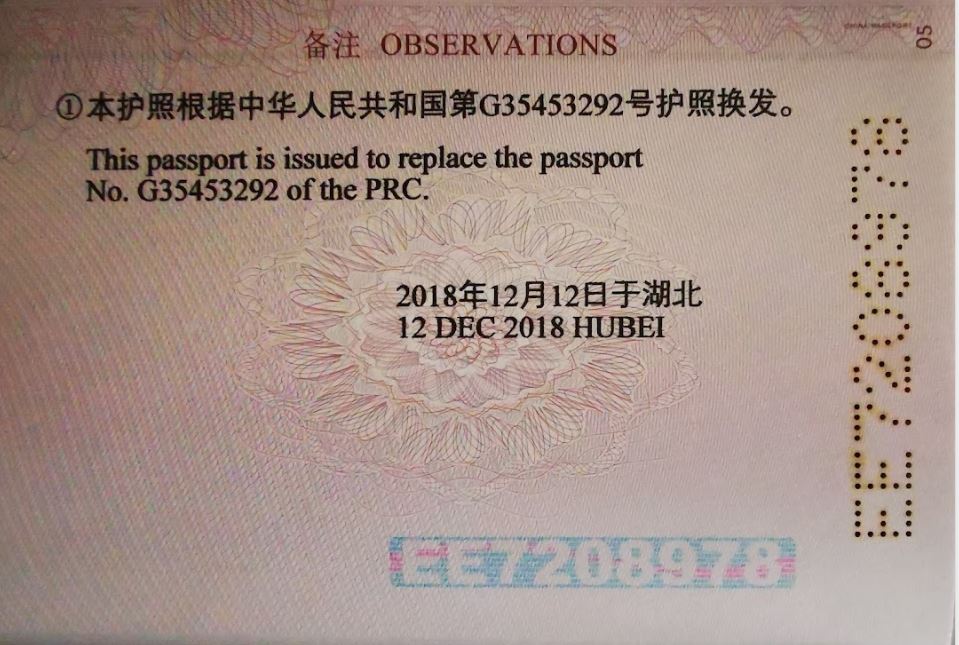 CHINA PASSPORT
05
备注 OBSERVATIONS
①本护照根据中华人民共和国第G35453292号护照换发。
This passport is issued to replace the passport
No. G35453292 of the PRC.
2018年12月12日于湖北
12 DEC 2018 HUBEI
EE7208978
EE7208978